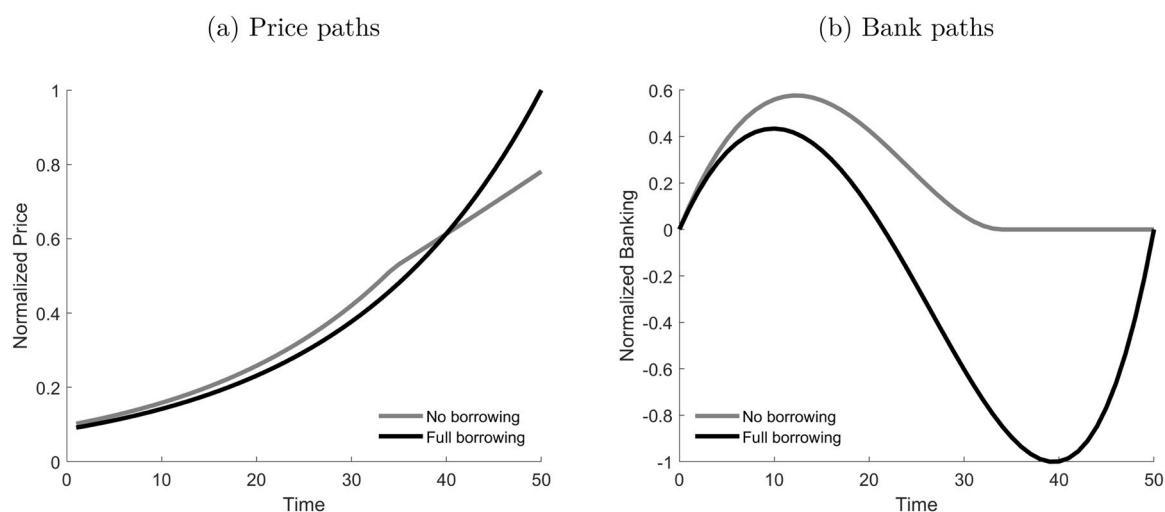 (a) Price paths
Normalized Price
1
0.8
0.6
0.4
0.2
0
0 10 20 30 40 50
Time
No borrowing
Full borrowing
(b) Bank paths
Normalized Banking
0.6
0.4
0.2
0
-0.2
-0.4
-0.6
-0.8
-1
0 10 20 30 40 50
Time
No borrowing
Full borrowing